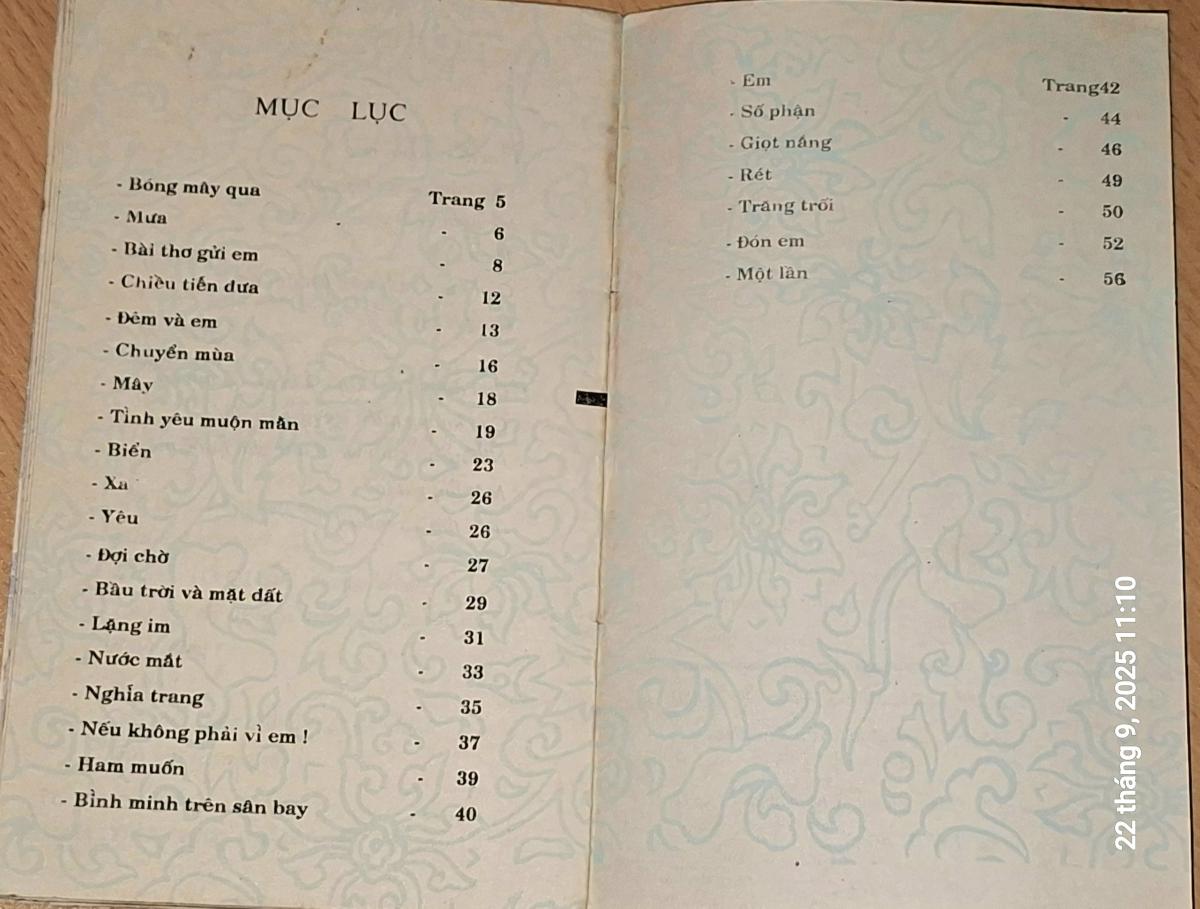 MỤC LỤC
- Bóng mây qua Trang 5
- Mưa - 6
- Bài thơ gửi em - 8
- Chiều tiễn dưa - 12
- Đêm và em - 13
- Chuyển mùa - 16
- Mây - 18
- Tình yêu muộn mằn - 19
- Biển - 23
- Xa - 26
- Yêu - 26
- Đợi chờ - 27
- Bầu trời và mặt dất - 29
- Lặng im - 31
- Nước mắt - 33
- Nghĩa trang - 35
- Nếu không phải vì em ! - 37
- Ham muốn - 39
- Bình minh trên sân bay - 40
- Em Trang42
- Số phận - 44
- Giọt nắng - 46
- Rét - 49
- Trăng trối - 50
- Đón em - 52
- Một lần - 56
22 tháng 9, 2025 11:10